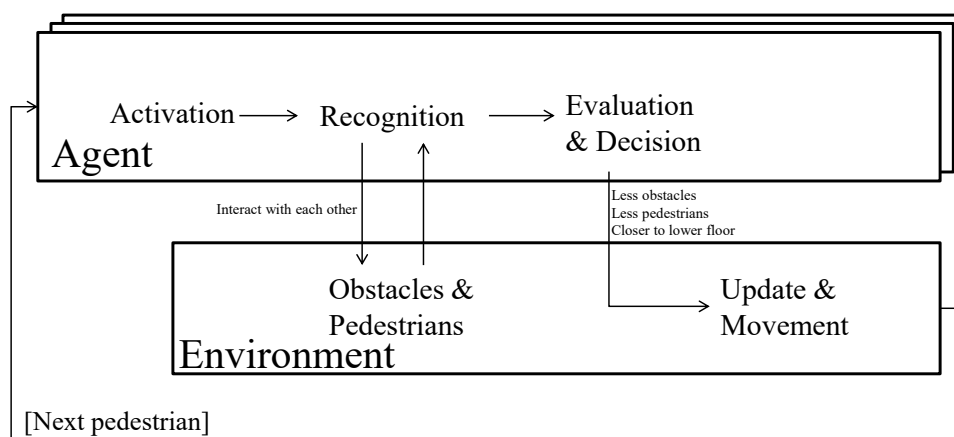 Activation
Recognition
Evaluation
& Decision
Agent
Interact with each other
Less obstacles
Less pedestrians
Closer to lower floor
Obstacles &
Pedestrians
Update &
Movement
Environment
[Next pedestrian]